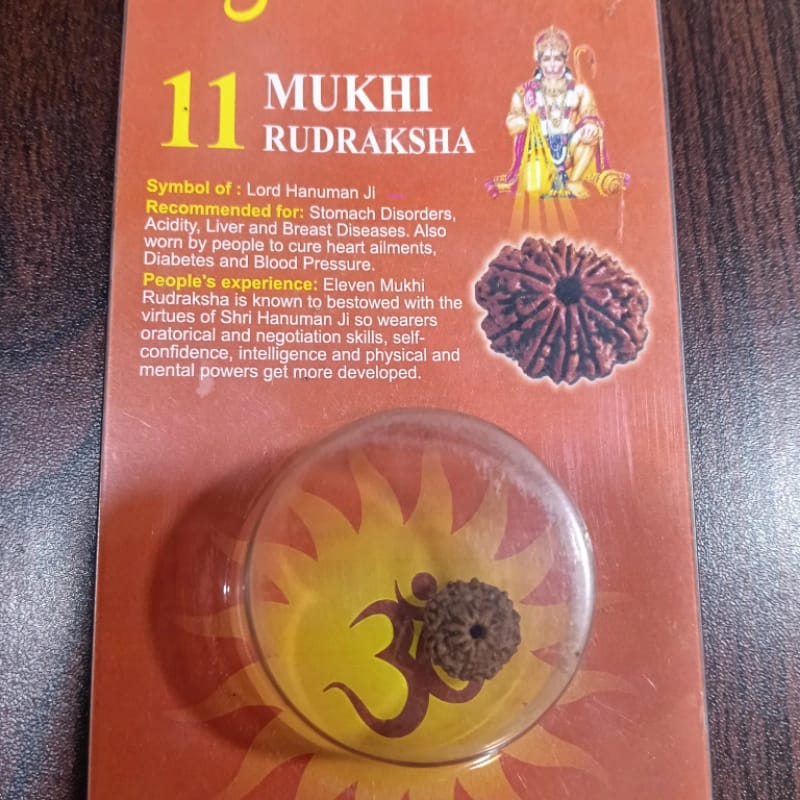 11 MUKHI
RUDRAKSHA
Symbol of : Lord Hanuman Ji
Recommended for: Stomach Disorders,
Acidity, Liver and Breast Diseases. Also
worn by people to cure heart ailments,
Diabetes and Blood Pressure.
People's experience: Eleven Mukhi
Rudraksha is known to bestowed with the
virtues of Shri Hanuman Ji so wearers
oratorical and negotiation skills, self-
confidence, intelligence and physical and
mental powers get more developed.
ॐ